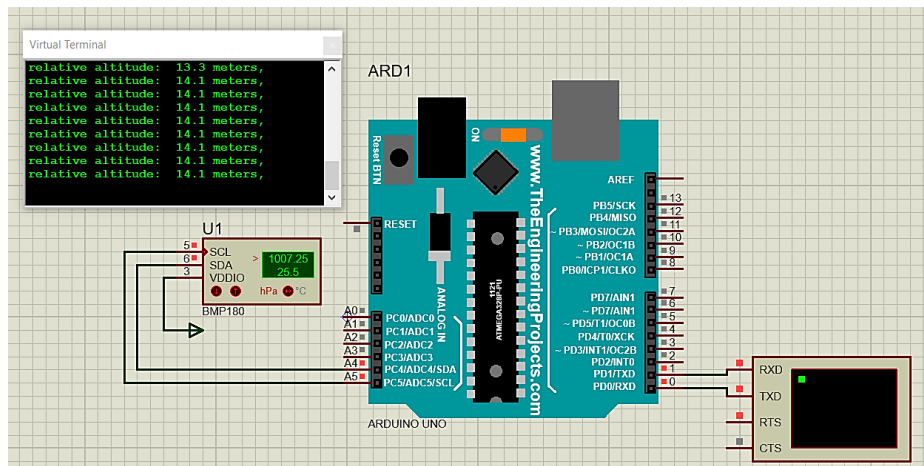 Virtual Terminal
relative altitude:  13.3 meters,
relative altitude:  14.1 meters,
relative altitude:  14.1 meters,
relative altitude:  14.1 meters,
relative altitude:  14.1 meters,
relative altitude:  14.1 meters,
relative altitude:  14.1 meters,
relative altitude:  14.1 meters,
relative altitude:  14.1 meters,
ARD1
Reset BTN
ON
www.TheEngineeringProjects.com
RESET
ANALOG IN
1121
ATMEGA328P-PU
AREF
PB5/SCK 13
PB4/MISO 12
~ PB3/MOSI/OC2A 11
~ PB2/OC1B 10
~ PB1/OC1A 9
PB0/ICP1/CLKO 8
PD7/AIN1 7
~ PD7/AIN1 6
~ PD5/T1/OC0B 5
PD4/T0/XCK 4
~ PD3/INT1/OC2B 3
PD2/INT0 2
PD1/TXD 1
PD0/RXD 0
A0 PC0/ADC0
A1 PC1/ADC1
A2 PC2/ADC2
A3 PC3/ADC3
A4 PC4/ADC4/SDA
A5 PC5/ADC5/SCL
ARDUINO UNO
U1
5 SCL
6 SDA
3 VDDIO
> 1007.25
25.5
hPa °C
BMP180
RXD
TXD
RTS
CTS